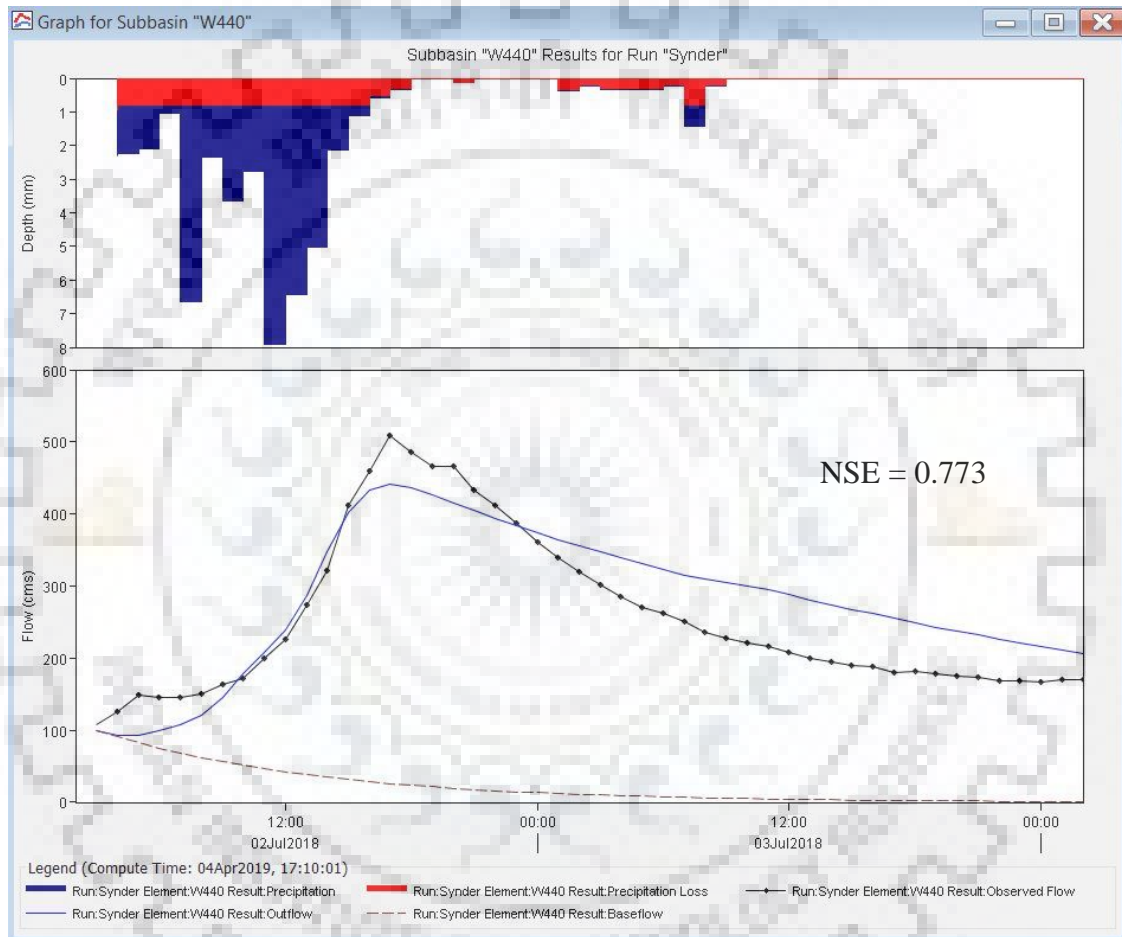 Graph for Subbasin "W440"
Subbasin "W440" Results for Run "Synder"
0
1
2
3
4
5
6
7
8
Depth (mm)
600
500
400
300
200
100
0
Flow (cms)
NSE = 0.773
12:00
00:00
12:00
00:00
02Jul2018
03Jul2018
Legend (Compute Time: 04Apr2019, 17:10:01)
Run:Synder Element:W440 Result:Precipitation
Run:Synder Element:W440 Result:Precipitation Loss
Run:Synder Element:W440 Result:Observed Flow
Run:Synder Element:W440 Result:Outflow
Run:Synder Element:W440 Result:Baseflow